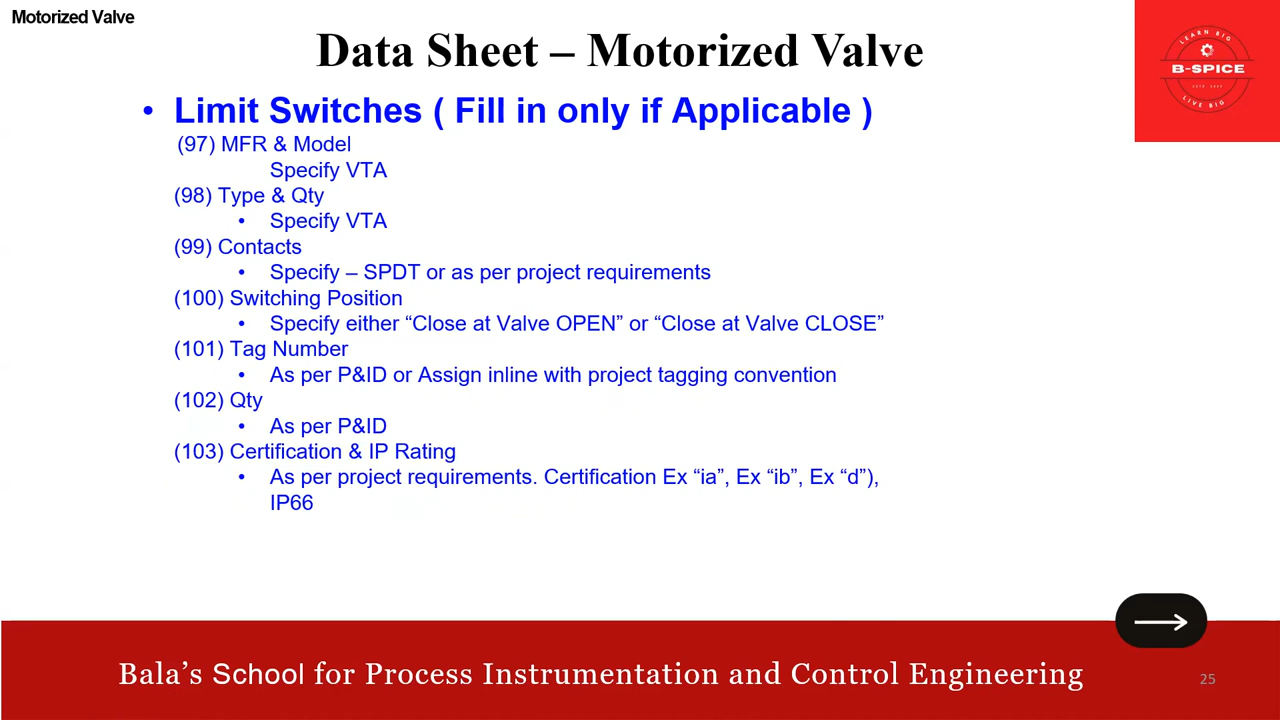 Motorized Valve
Data Sheet – Motorized Valve
LEARN BIG
B-SPICE
LIVE BIG
• Limit Switches ( Fill in only if Applicable )
(97) MFR & Model
Specify VTA
(98) Type & Qty
• Specify VTA
(99) Contacts
• Specify – SPDT or as per project requirements
(100) Switching Position
• Specify either “Close at Valve OPEN” or “Close at Valve CLOSE”
(101) Tag Number
• As per P&ID or Assign inline with project tagging convention
(102) Qty
• As per P&ID
(103) Certification & IP Rating
• As per project requirements. Certification Ex “ia”, Ex “ib”, Ex “d”),
IP66
Bala’s School for Process Instrumentation and Control Engineering
25